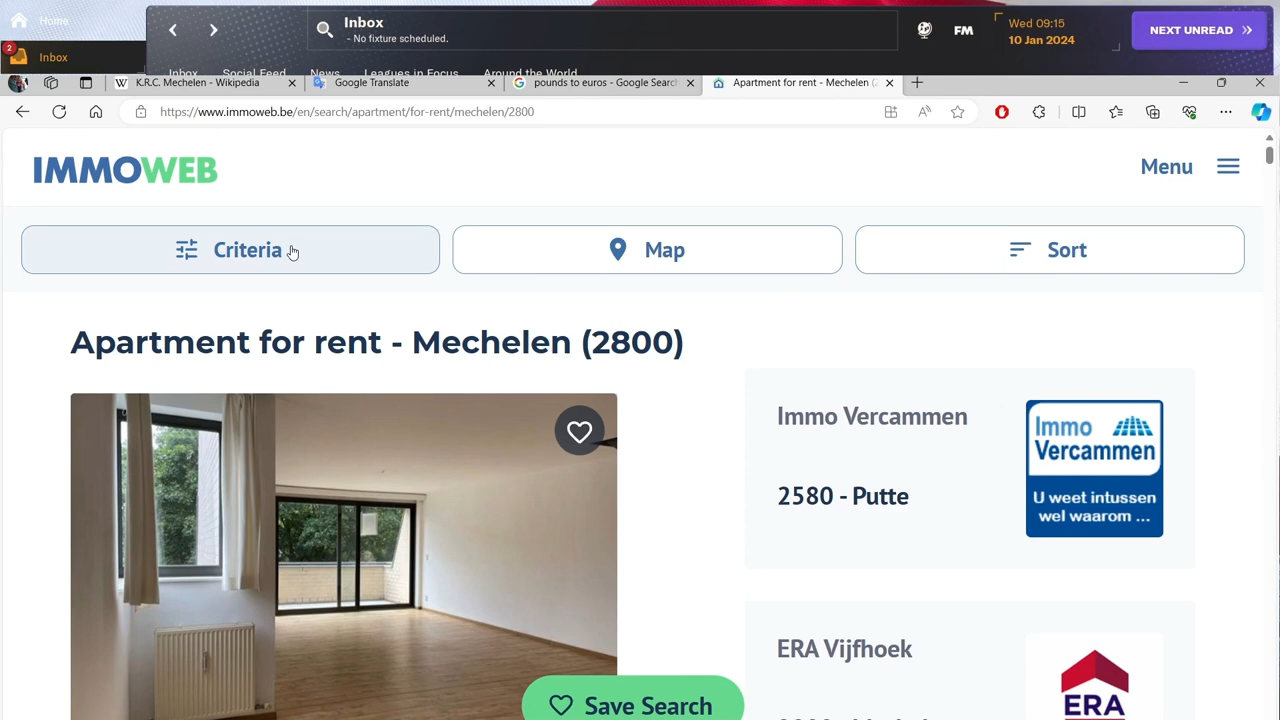 Home
Inbox
- No fixture scheduled.
FM
Wed 09:15
10 Jan 2024
NEXT UNREAD
2
Inbox
Inbox Social Feed News Leagues in Focus Around the World
K.R.C. Mechelen - Wikipedia
Google Translate
pounds to euros - Google Searc
Apartment for rent - Mechelen (2
https://www.immoweb.be/en/search/apartment/for-rent/mechelen/2800
IMMOWEB
Menu
Criteria
Map
Sort
Apartment for rent - Mechelen (2800)
Immo Vercammen
2580 - Putte
Immo
Vercammen
U weet intussen
wel waarom ...
ERA Vijfhoek
ERA
Save Search